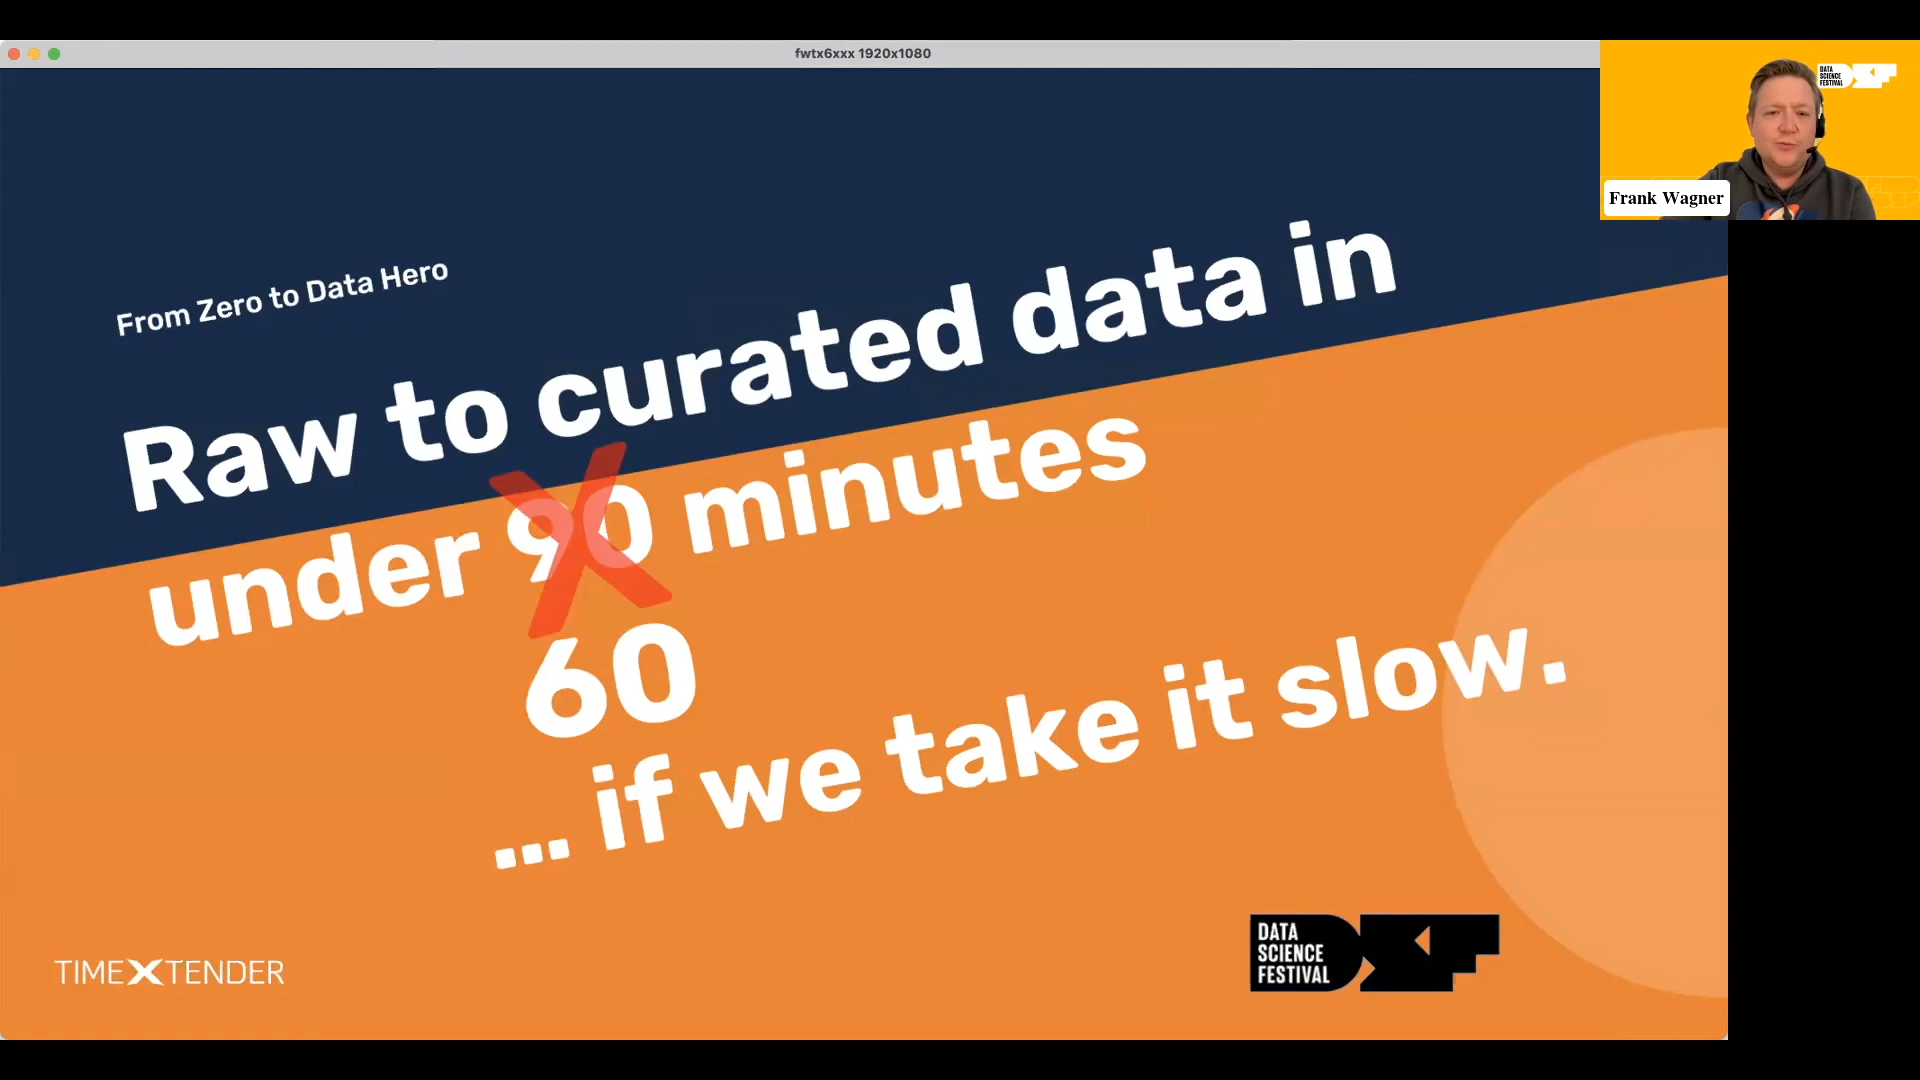 fwtx6xxx 1920x1080
DATA
SCIENCE
FESTIVAL
Frank Wagner
From Zero to Data Hero
Raw to curated data in
under 90 minutes
60
... if we take it slow.
TIMEXTENDER
DATA
SCIENCE
FESTIVAL